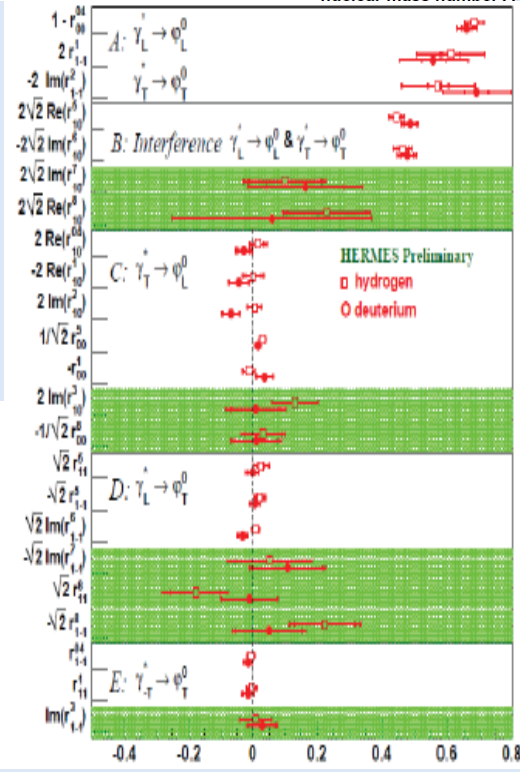 1 - r⁰⁴₀₀
A: γ*L → φ⁰L
2 r¹₁₋₁
γ*T → φ⁰T
-2 Im(r²₁₋₁)
2√2 Re(r⁵₁₀)
-2√2 Im(r⁶₁₀)
B: Interference γ*L → φ⁰L & γ*T → φ⁰T
2√2 Im(r⁷₁₀)
2√2 Re(r⁸₁₀)
2 Re(r⁰⁴₁₀)
HERMES Preliminary
-2 Re(r¹₁₀)
C: γ*T → φ⁰L
hydrogen
2 Im(r²₁₀)
deuterium
1/√2 r⁵₀₀
-r¹₀₀
2 Im(r³₁₀)
-1/√2 r⁸₀₀
√2 r⁵₁₁
-√2 r⁵₁₋₁
D: γ*L → φ⁰T
√2 Im(r⁶₁₋₁)
-√2 Im(r⁷₁₋₁)
√2 r⁸₁₁
-√2 r⁸₁₋₁
r⁰⁴₁₋₁
E: γ*-T → φ⁰T
r¹₁₁
Im(r³₁₋₁)
-0.4 -0.2 0 0.2 0.4 0.6 0.8